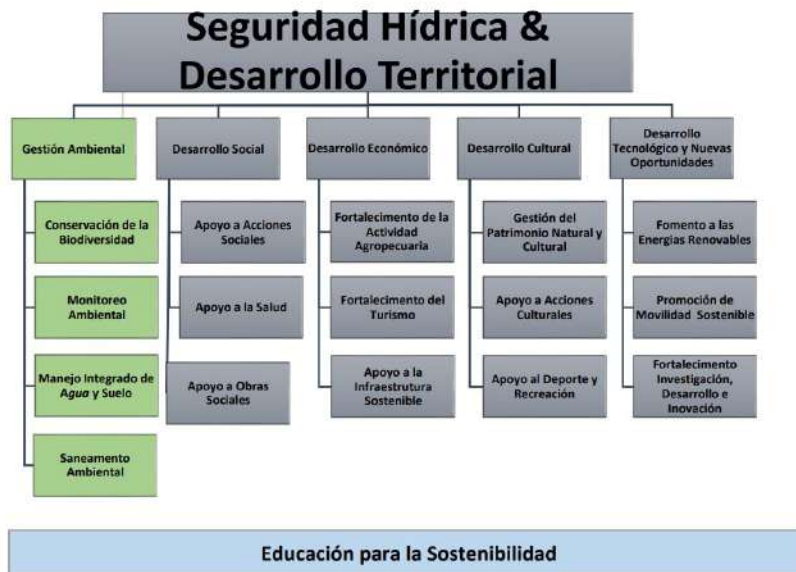 Seguridad Hídrica &
Desarrollo Territorial
Gestión Ambiental
Desarrollo Social
Desarrollo Económico
Desarrollo Cultural
Desarrollo
Tecnológico y Nuevas
Oportunidades
Conservación de la
Biodiversidad
Monitoreo
Ambiental
Manejo Integrado de
Agua y Suelo
Saneamento
Ambiental
Apoyo a Acciones
Sociales
Apoyo a la Salud
Apoyo a Obras
Sociales
Fortalecimento de la
Actividad
Agropecuaria
Fortalecimento del
Turismo
Apoyo a la
Infraestrutura
Sostenible
Gestión del
Patrimonio Natural y
Cultural
Apoyo a Acciones
Culturales
Apoyo al Deporte y
Recreación
Fomento a las
Energías Renovables
Promoción de
Movilidad Sostenible
Fortalecimento
Investigación,
Desarrollo e
Inovación
Educación para la Sostenibilidad